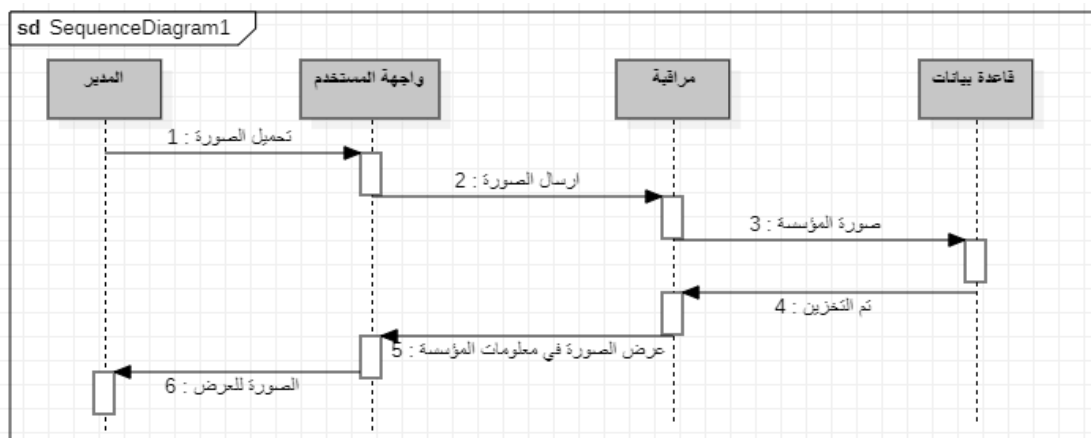 sd SequenceDiagram1
المدير
واجهة المستخدم
مراقبة
قاعدة بيانات
1 : تحميل الصورة
2 : ارسال الصورة
3 : صورة المؤسسة
4 : تم التخزين
5 : عرض الصورة في معلومات المؤسسة
6 : الصورة للعرض